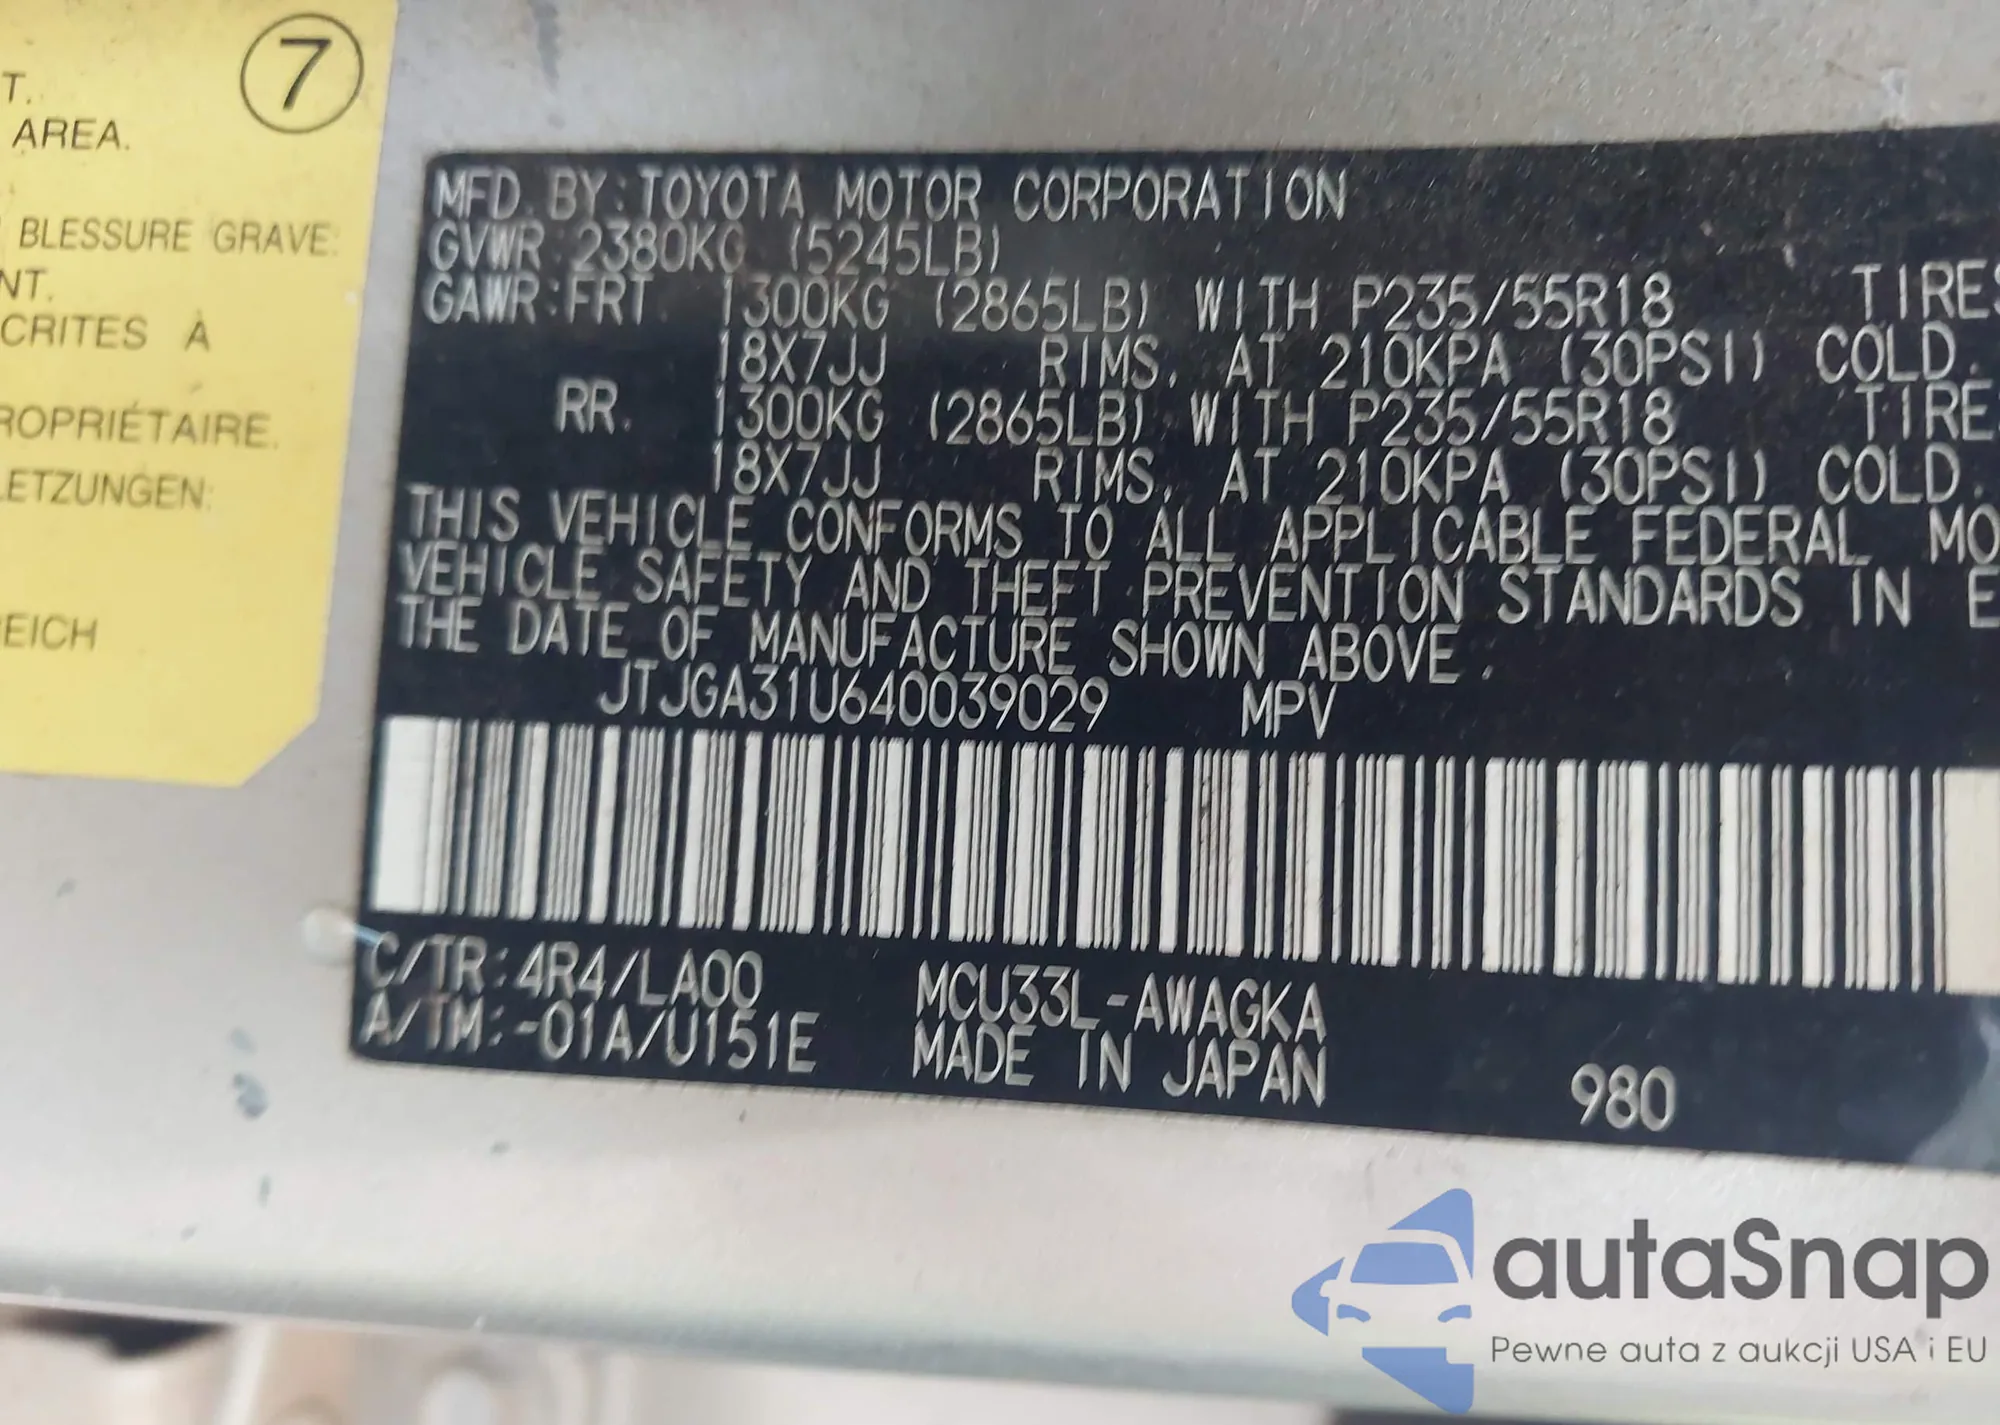 7
T.
AREA.
BLESSURE GRAVE:
NT.
CRITES À
ROPRIÉTAIRE.
LETZUNGEN:
REICH
MFD. BY:TOYOTA MOTOR CORPORATION
GVWR:2380KG (5245LB)
GAWR:FRT. 1300KG (2865LB) WITH P235/55R18 TIRES
18X7JJ RIMS. AT 210KPA (30PSI) COLD.
RR. 1300KG (2865LB) WITH P235/55R18 TIRE
18X7JJ RIMS. AT 210KPA (30PSI) COLD.
THIS VEHICLE CONFORMS TO ALL APPLICABLE FEDERAL MO
VEHICLE SAFETY AND THEFT PREVENTION STANDARDS IN E
THE DATE OF MANUFACTURE SHOWN ABOVE.
JTJGA31U640039029 MPV
C/TR:4R4/LA00 MCU33L-AWAGKA
A/TM:-01A/U151E MADE IN JAPAN 980
autaSnap
Pewne auta z aukcji USA i EU